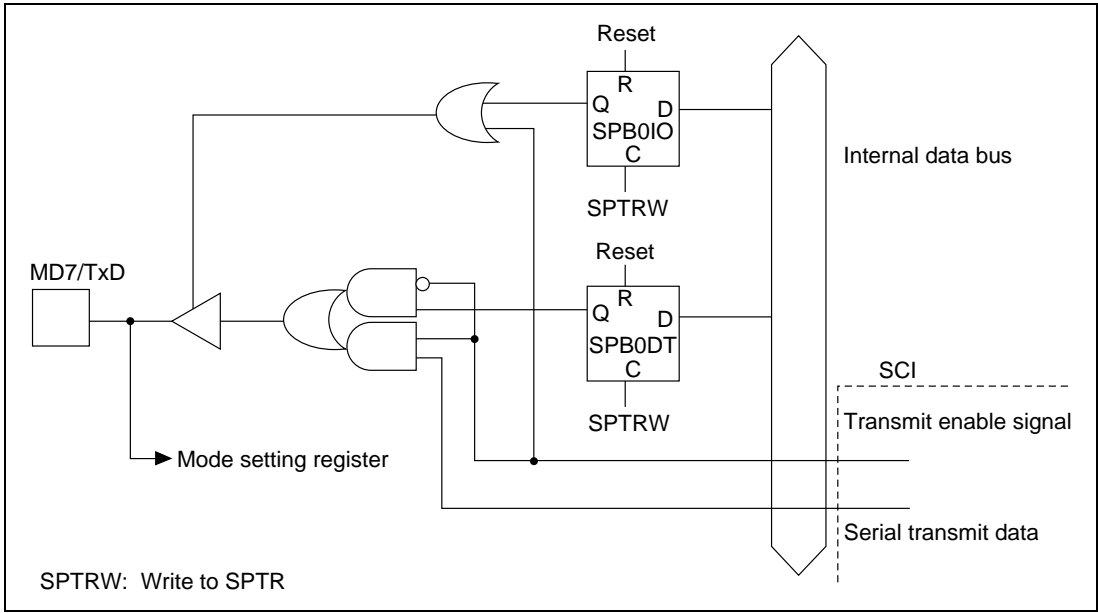 Reset
R
Q
D
SPB0IO
C
SPTRW
Internal data bus
Reset
MD7/TxD
R
Q
D
SPB0DT
C
SPTRW
SCI
Transmit enable signal
Mode setting register
Serial transmit data
SPTRW: Write to SPTR